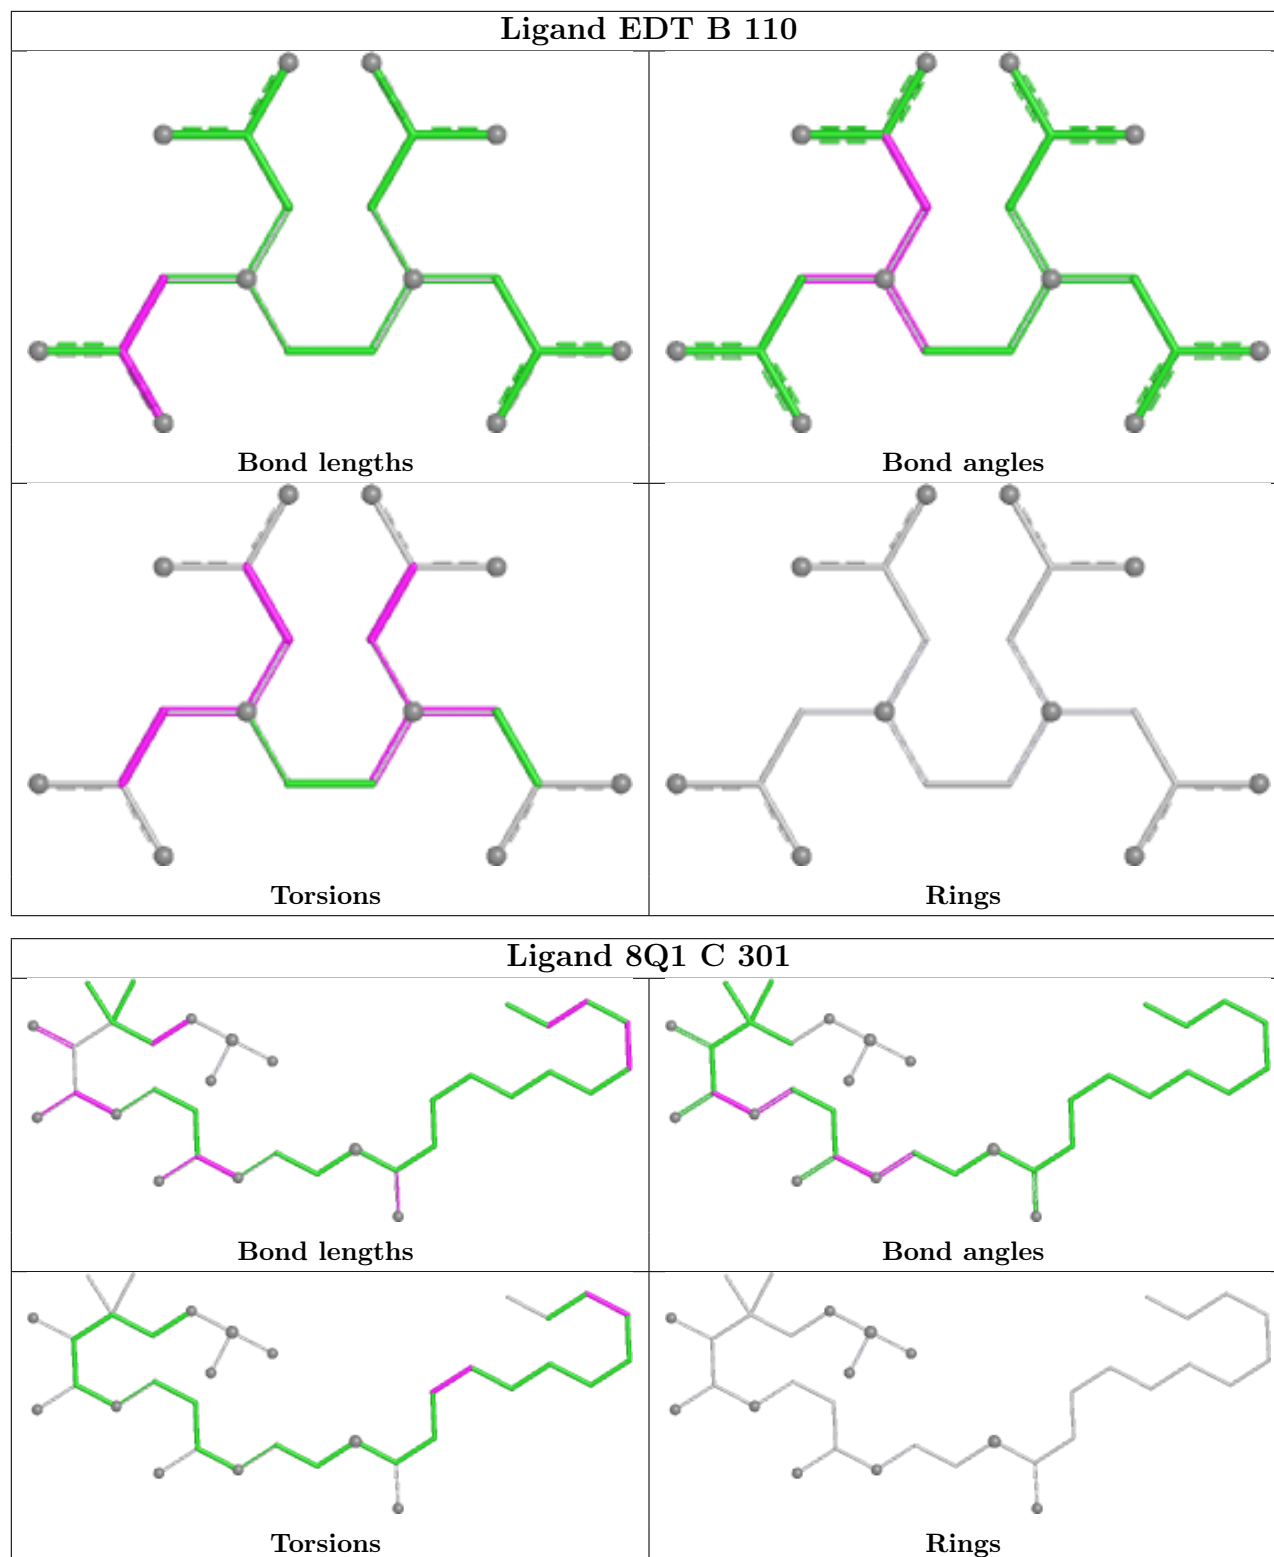 Ligand EDT B 110
Bond lengths
Bond angles
Torsions
Rings
Ligand 8Q1 C 301
Bond lengths
Bond angles
Torsions
Rings